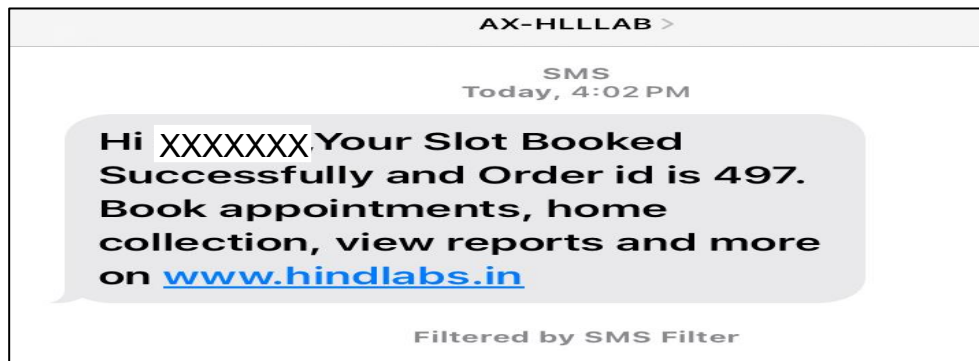 AX-HLLLAB >
SMS
Today, 4:02 PM
Hi XXXXXXX,Your Slot Booked
Successfully and Order id is 497.
Book appointments, home
collection, view reports and more
on www.hindlabs.in
Filtered by SMS Filter